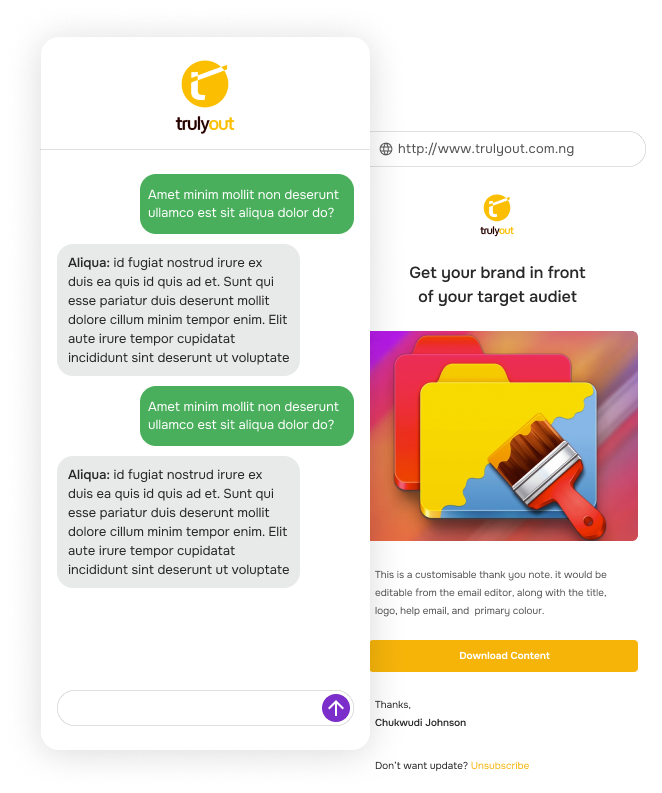 trulyout
Amet minim mollit non deserunt
ullamco est sit aliqua dolor do?
Aliqua: id fugiat nostrud irure ex
duis ea quis id quis ad et. Sunt qui
esse pariatur duis deserunt mollit
dolore cillum minim tempor enim. Elit
aute irure tempor cupidatat
incididunt sint deserunt ut voluptate
Amet minim mollit non deserunt
ullamco est sit aliqua dolor do?
Aliqua: id fugiat nostrud irure ex
duis ea quis id quis ad et. Sunt qui
esse pariatur duis deserunt mollit
dolore cillum minim tempor enim. Elit
aute irure tempor cupidatat
incididunt sint deserunt ut voluptate
http://www.trulyout.com.ng
trulyout
Get your brand in front
of your target audiet
This is a customisable thank you note. it would be
editable from the email editor, along with the title,
logo, help email, and primary colour.
Download Content
Thanks,
Chukwudi Johnson
Don't want update? Unsubscribe